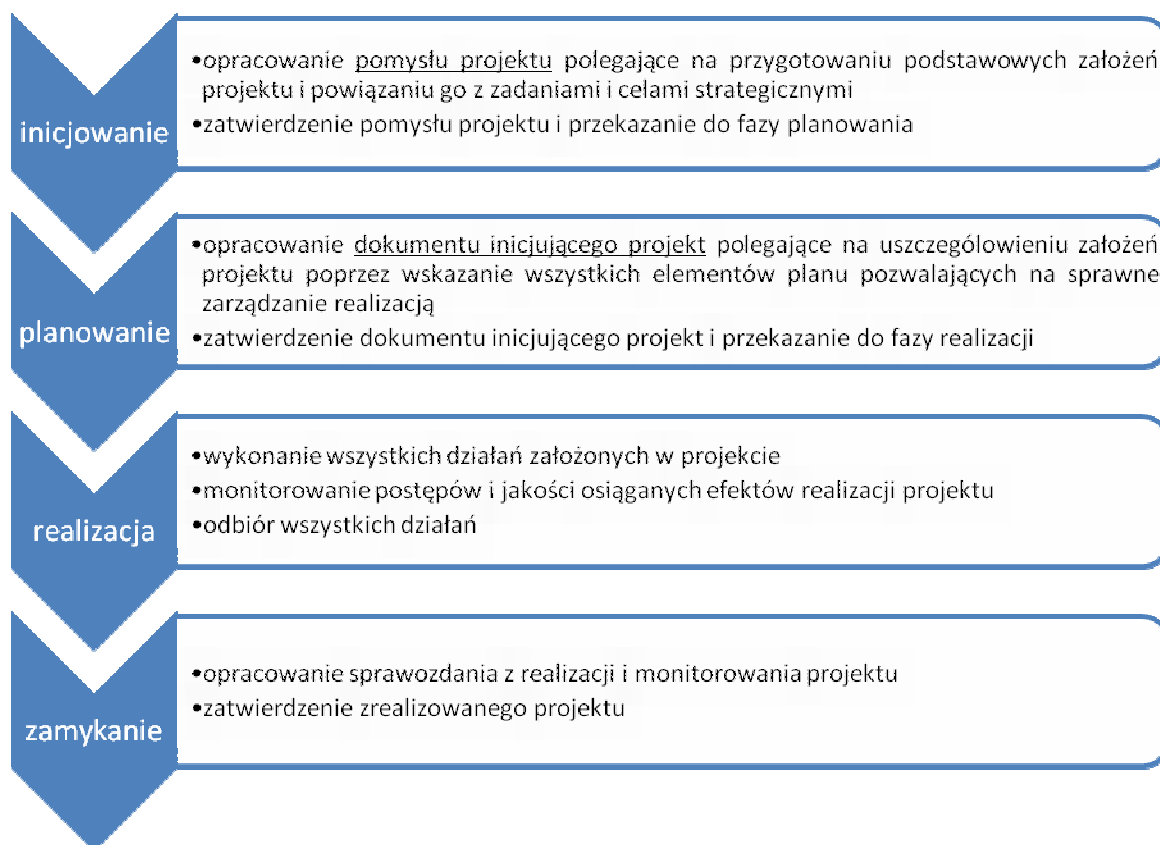 inicjowanie
•opracowanie pomysłu projektu polegające na przygotowaniu podstawowych założeń
projektu i powiązaniu go z zadaniami i celami strategicznymi
•zatwierdzenie pomysłu projektu i przekazanie do fazy planowania
planowanie
•opracowanie dokumentu inicjującego projekt polegające na uszczególowieniu założeń
projektu poprzez wskazanie wszystkich elementów planu pozwalających na sprawne
zarządzanie realizacją
•zatwierdzenie dokumentu inicjującego projekt i przekazanie do fazy realizacji
realizacja
•wykonanie wszystkich działań założonych w projekcie
•monitorowanie postępów i jakości osiąganych efektów realizacji projektu
•odbiór wszystkich działań
zamykanie
•opracowanie sprawozdania z realizacji i monitorowania projektu
•zatwierdzenie zrealizowanego projektu